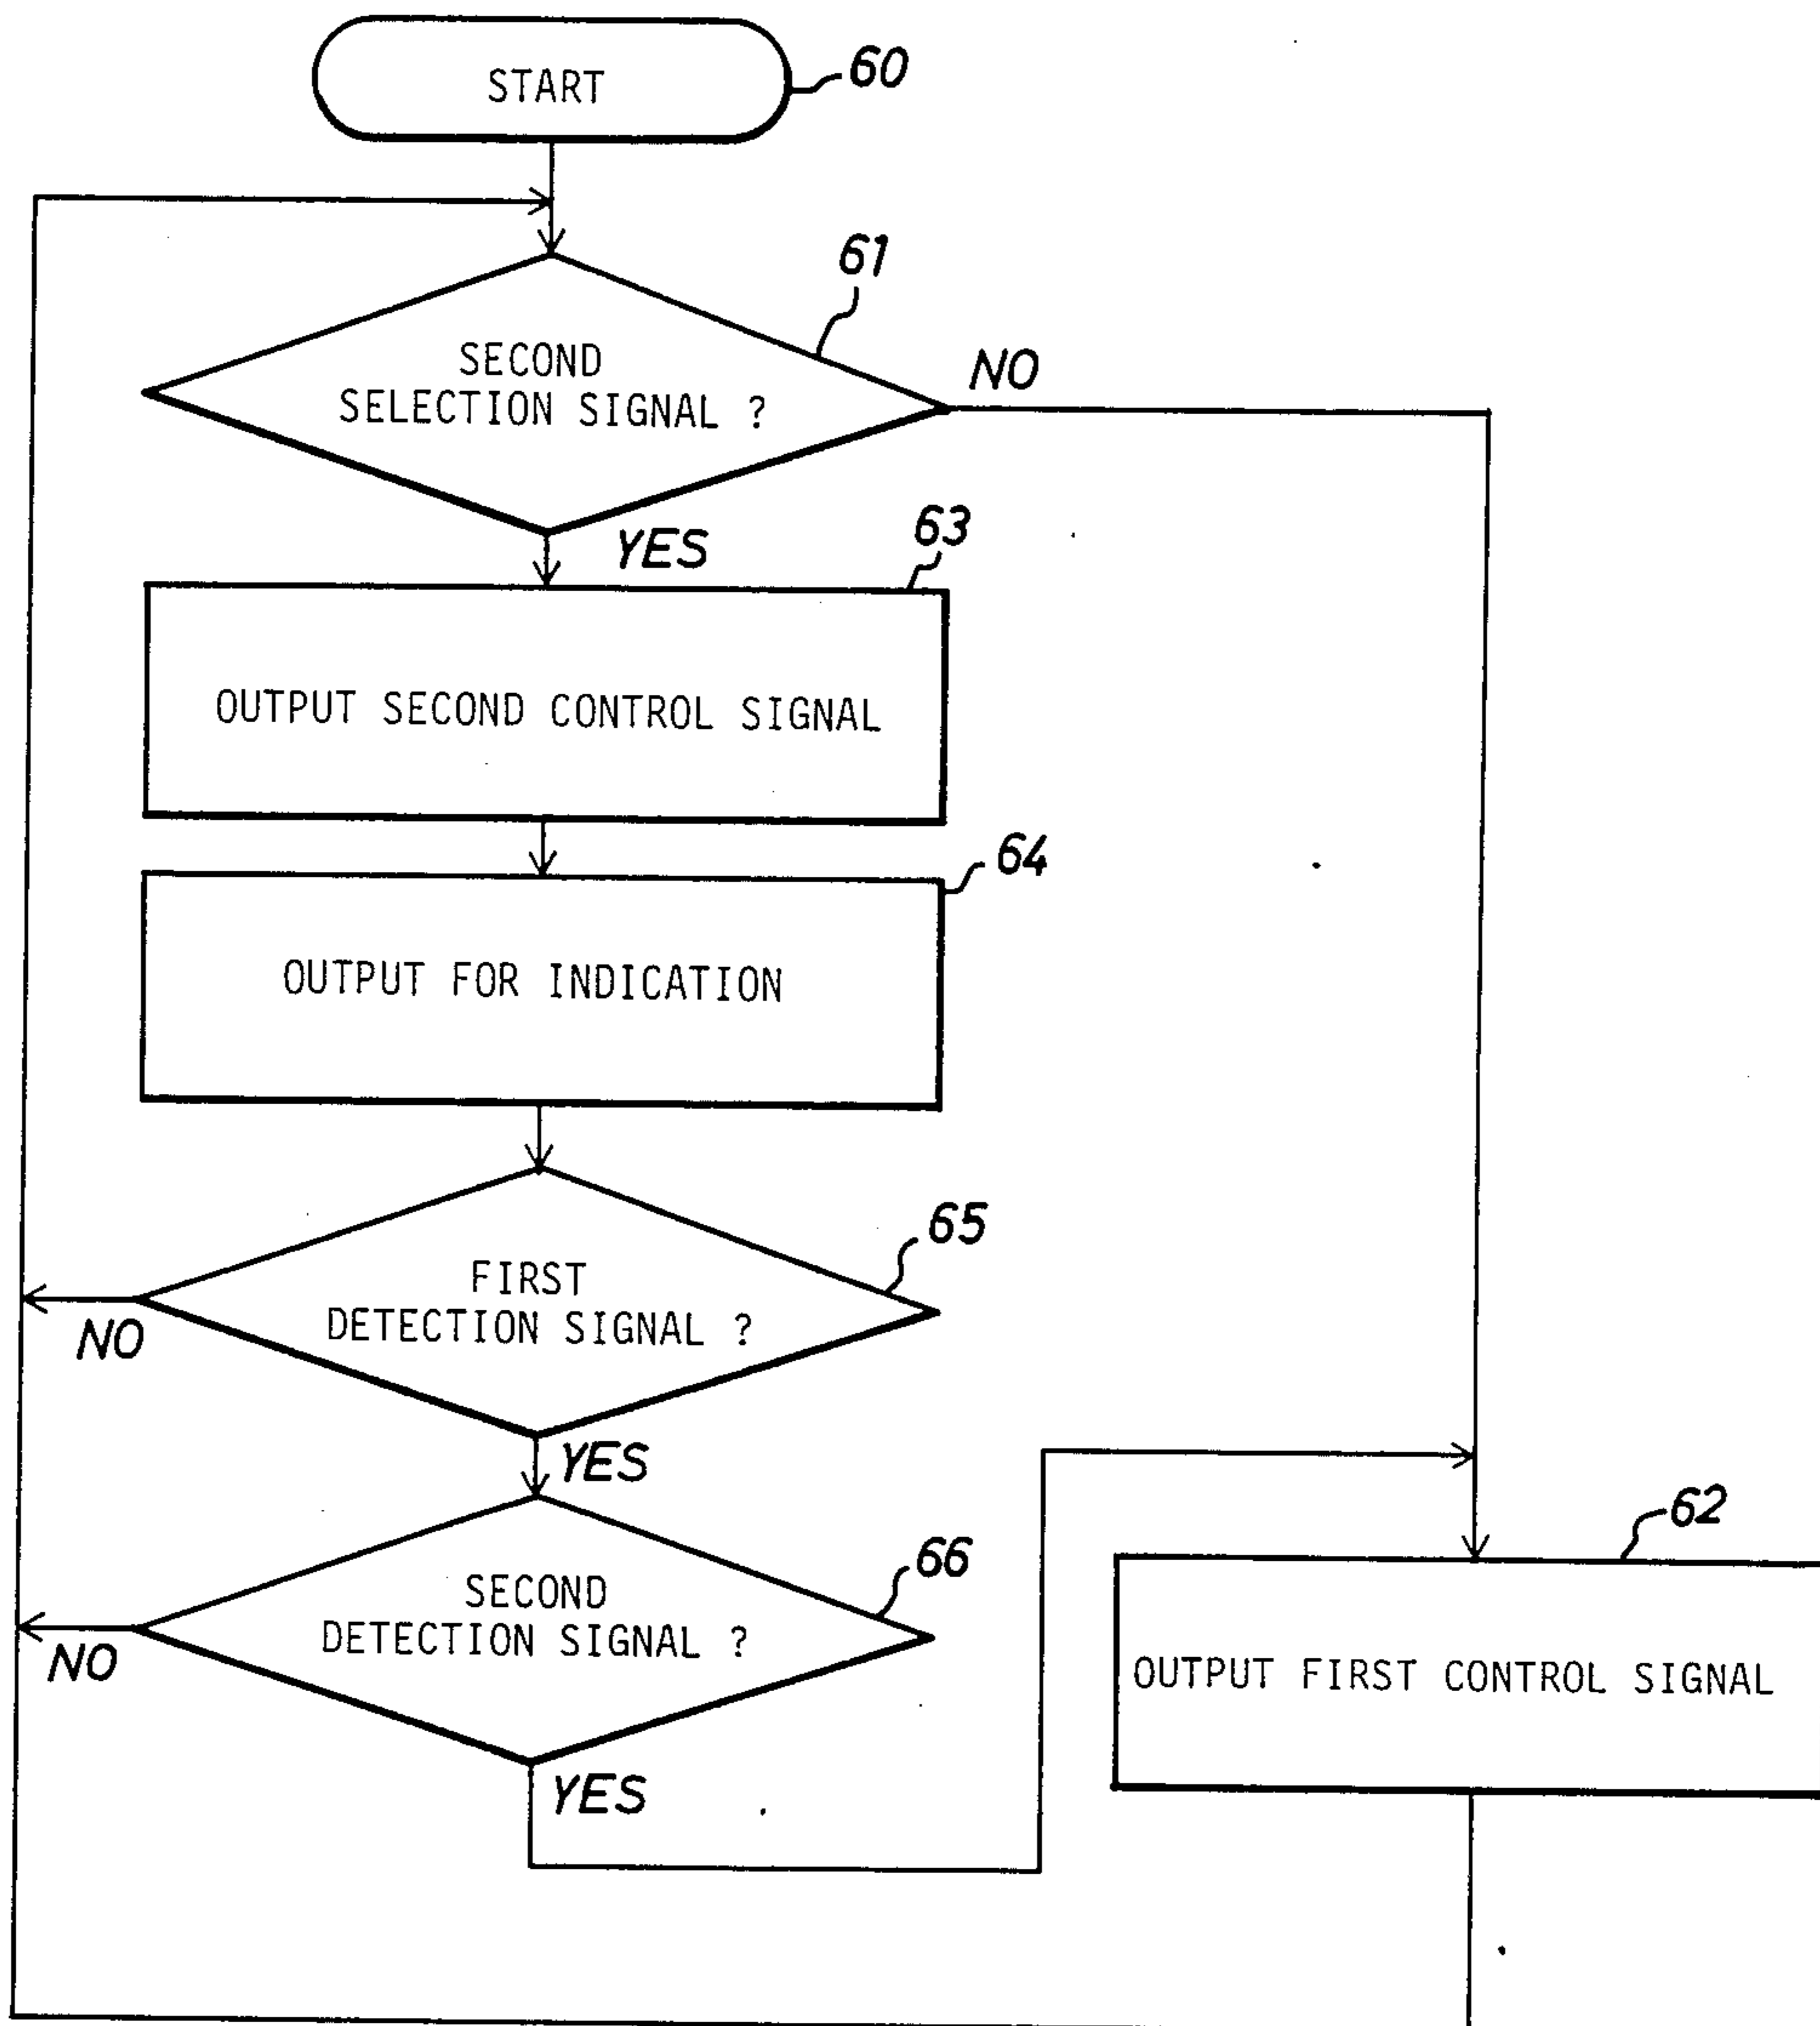 START
60
61
SECOND
SELECTION SIGNAL ?
NO
YES
63
OUTPUT SECOND CONTROL SIGNAL
64
OUTPUT FOR INDICATION
65
FIRST
DETECTION SIGNAL ?
NO
YES
66
SECOND
DETECTION SIGNAL ?
NO
YES
62
OUTPUT FIRST CONTROL SIGNAL